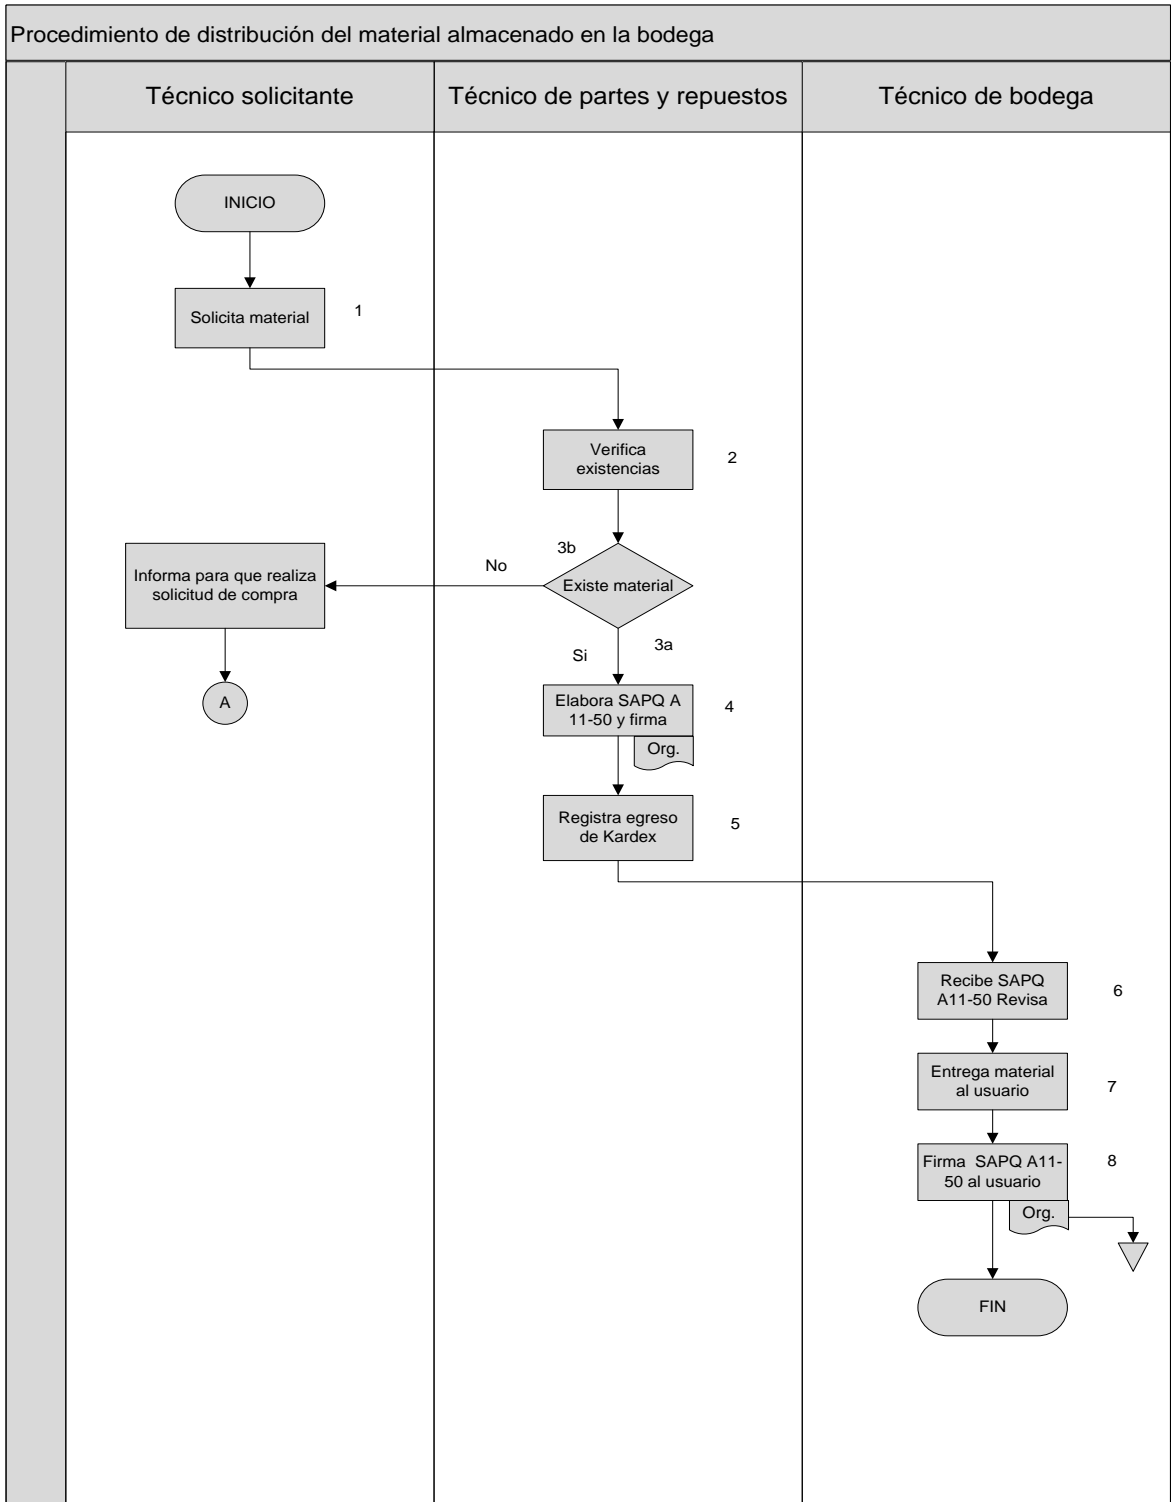 Procedimiento de distribución del material almacenado en la bodega
Técnico solicitante
Técnico de partes y repuestos
Técnico de bodega
INICIO
Solicita material
1
Verifica
existencias
2
3b
No
Existe material
Informa para que realiza
solicitud de compra
3a
Si
A
Elabora SAPQ A
11-50 y firma
4
Org.
Registra egreso
de Kardex
5
Recibe SAPQ
A11-50 Revisa
6
Entrega material
al usuario
7
Firma  SAPQ A11-
50 al usuario
8
Org.
FIN